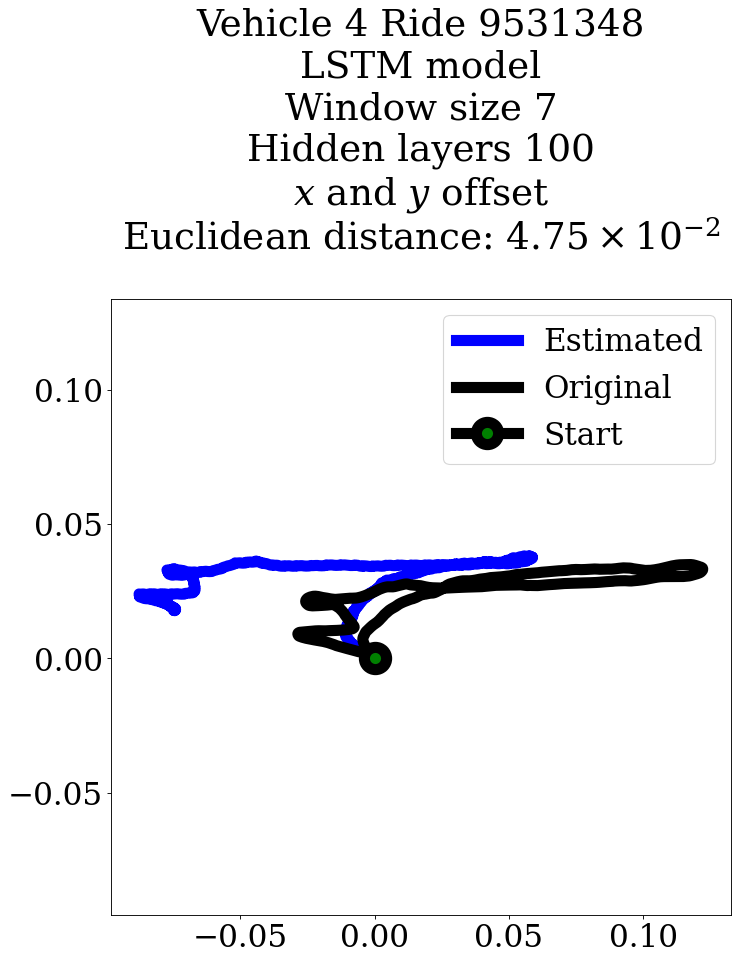 Vehicle 4 Ride 9531348
LSTM model
Window size 7
Hidden layers 100
x and y offset
Euclidean distance: 4.75 × 10⁻²
Estimated
Original
Start
0.10
0.05
0.00
−0.05
−0.05 0.00 0.05 0.10